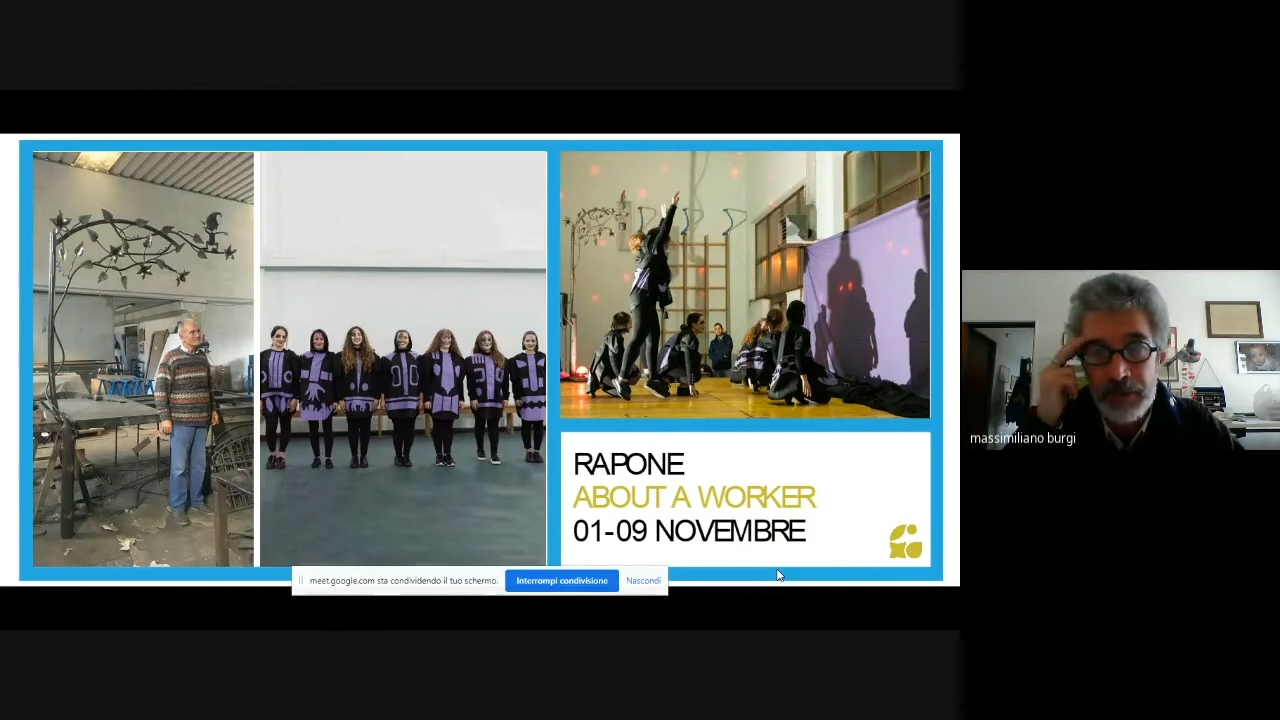 RAPONE
ABOUT A WORKER
01-09 NOVEMBRE
meet.google.com sta condividendo il tuo schermo.
Interrompi condivisione
Nascondi
massimiliano burgi